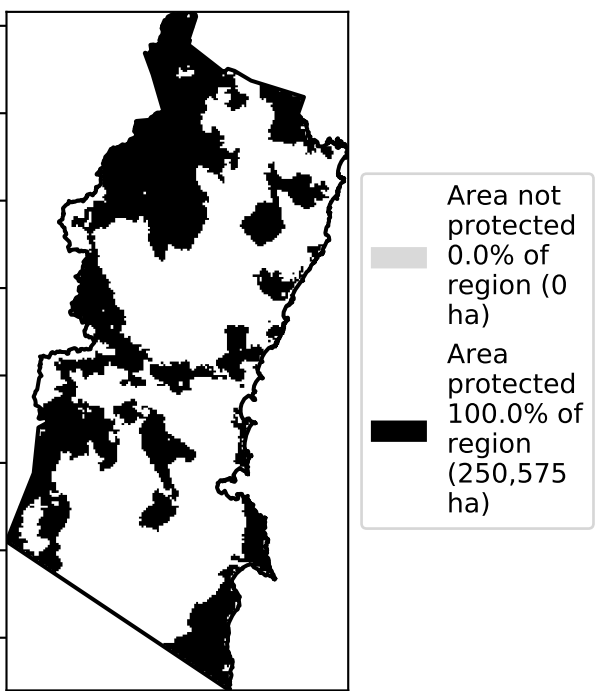 Area not
protected
0.0% of
region (0
ha)
Area
protected
100.0% of
region
(250,575
ha)